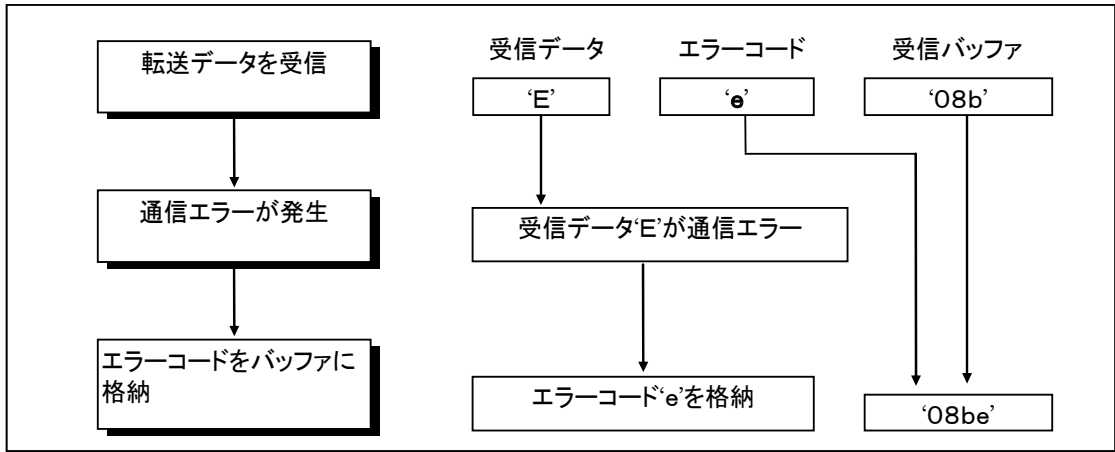 転送データを受信
通信エラーが発生
エラーコードをバッファに
格納
受信データ
エラーコード
受信バッファ
‘E’
‘e’
‘08b’
受信データ‘E’が通信エラー
エラーコード‘e’を格納
‘08be’